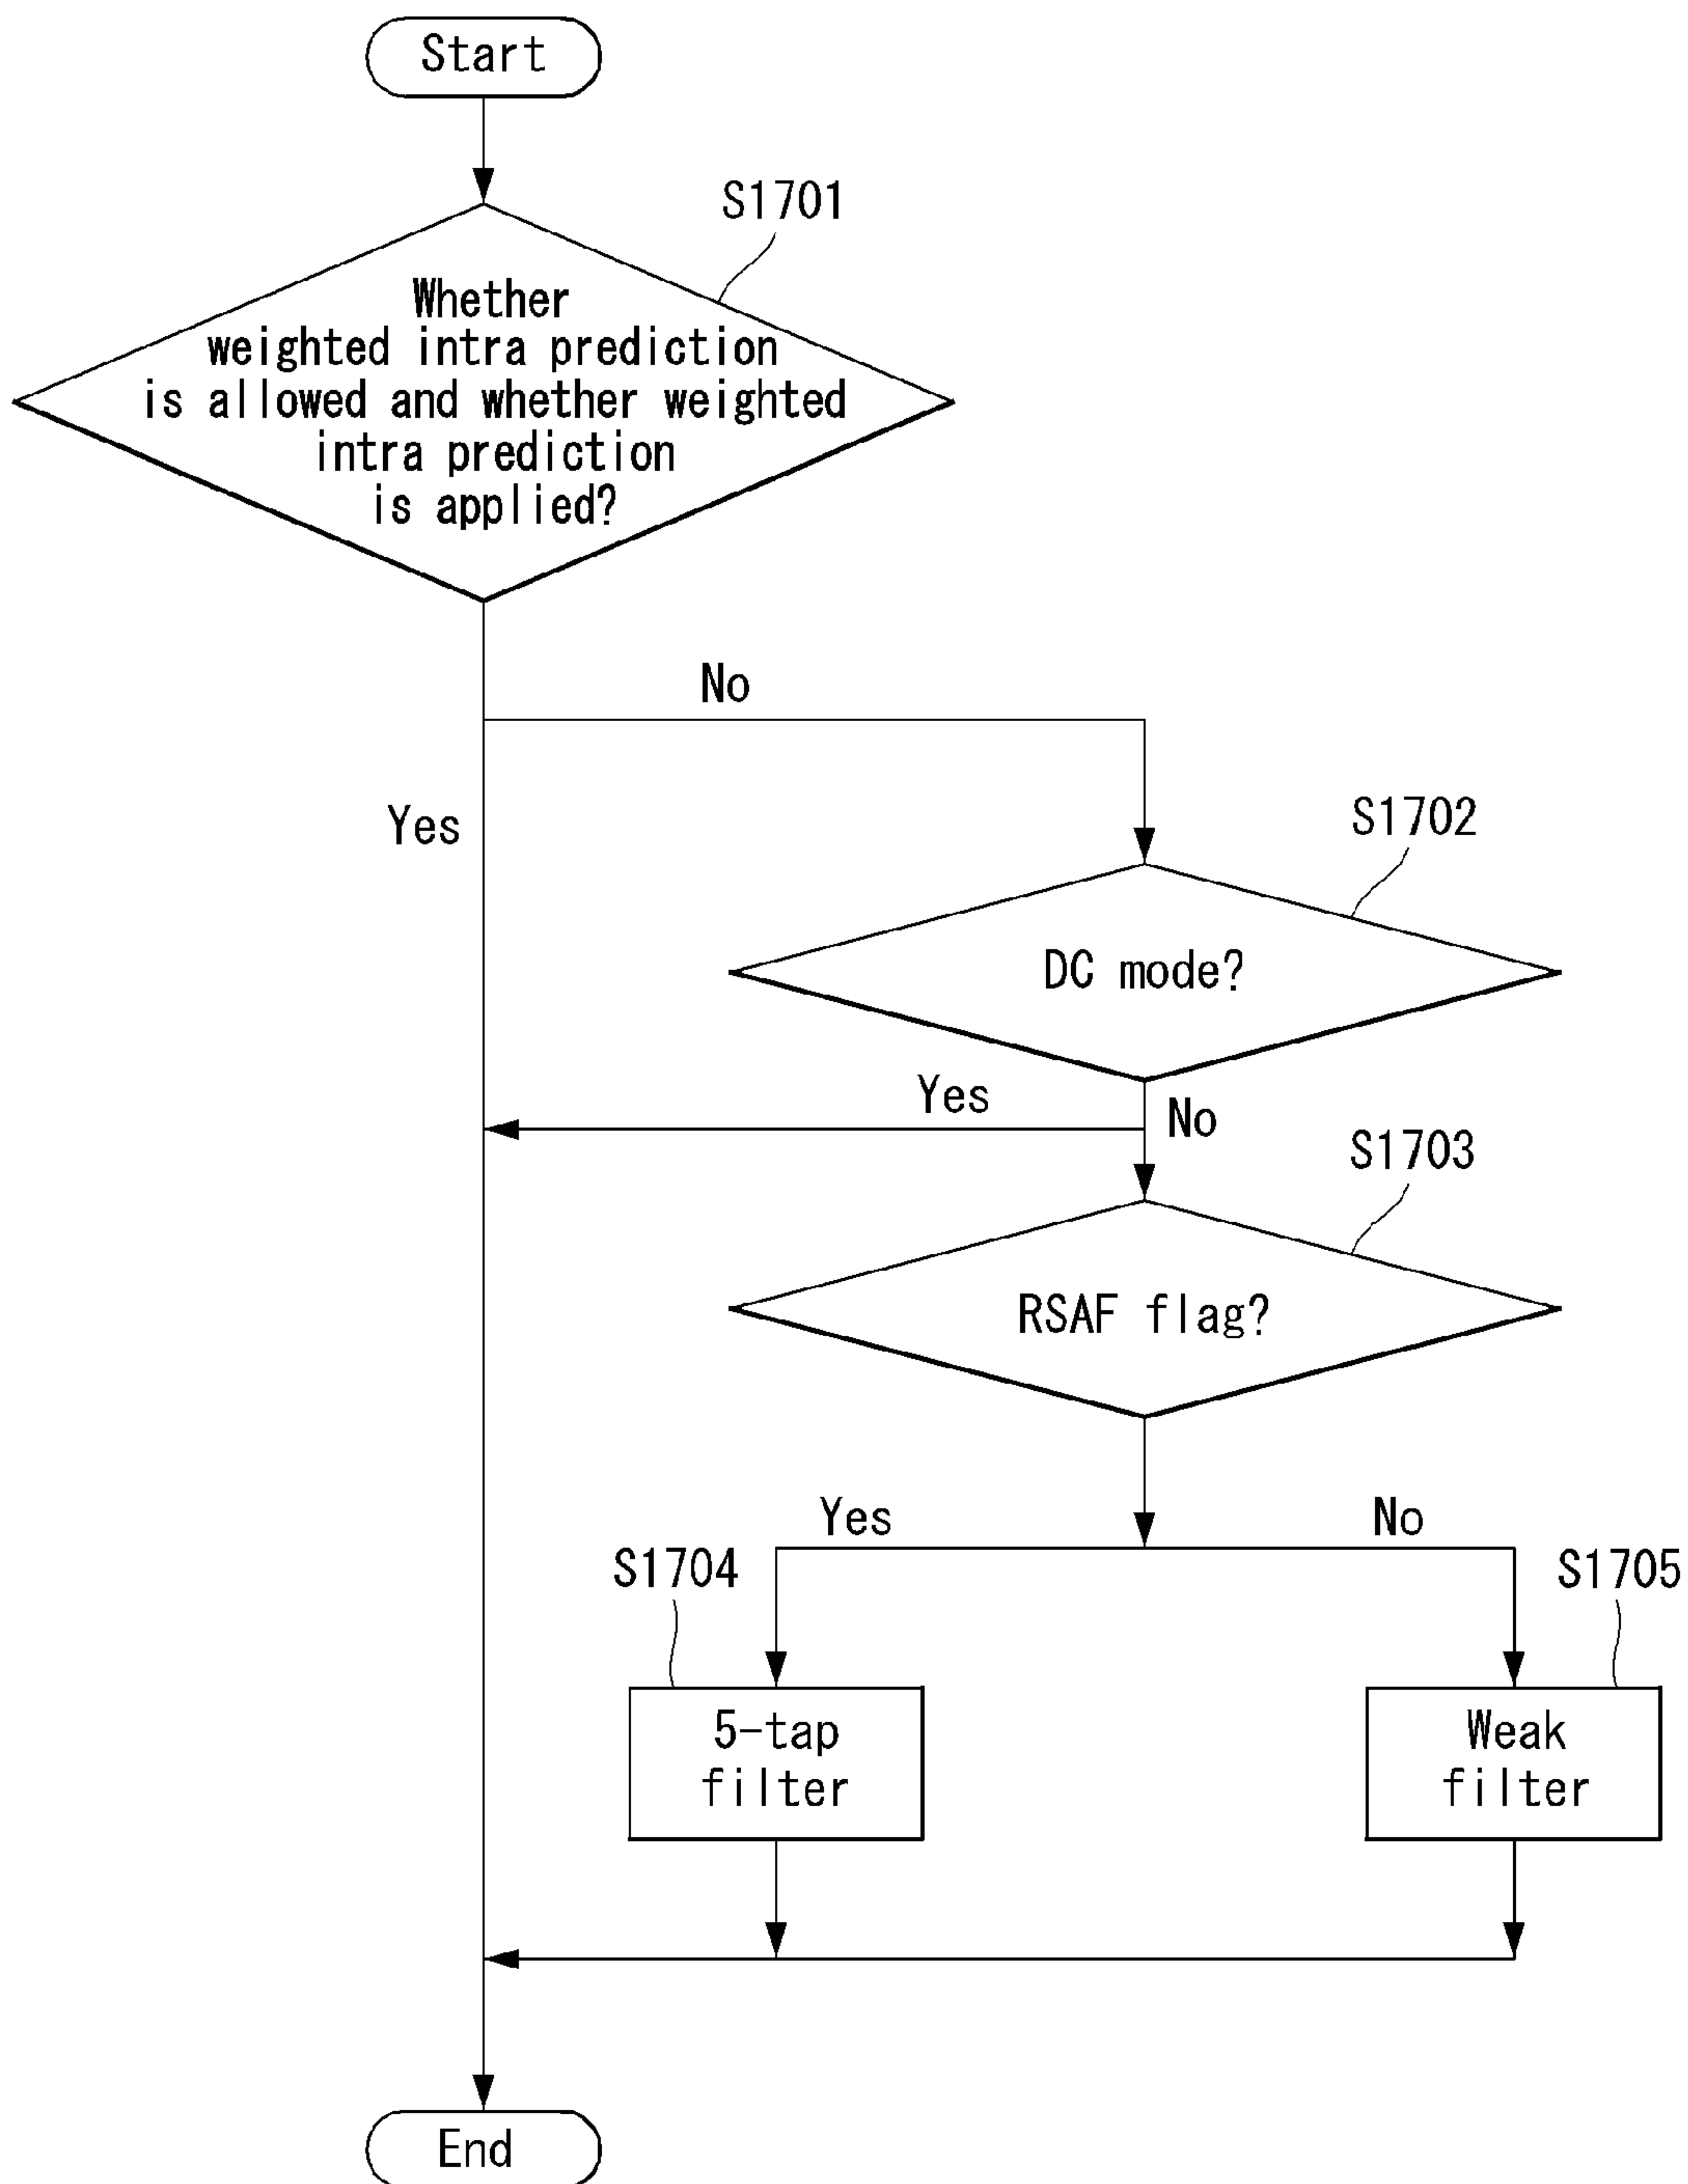 Start
S1701
Whether
weighted intra prediction
is allowed and whether weighted
intra prediction
is applied?
No
Yes
S1702
DC mode?
Yes
No
S1703
RSAF flag?
Yes
No
S1704
S1705
5-tap
filter
Weak
filter
End